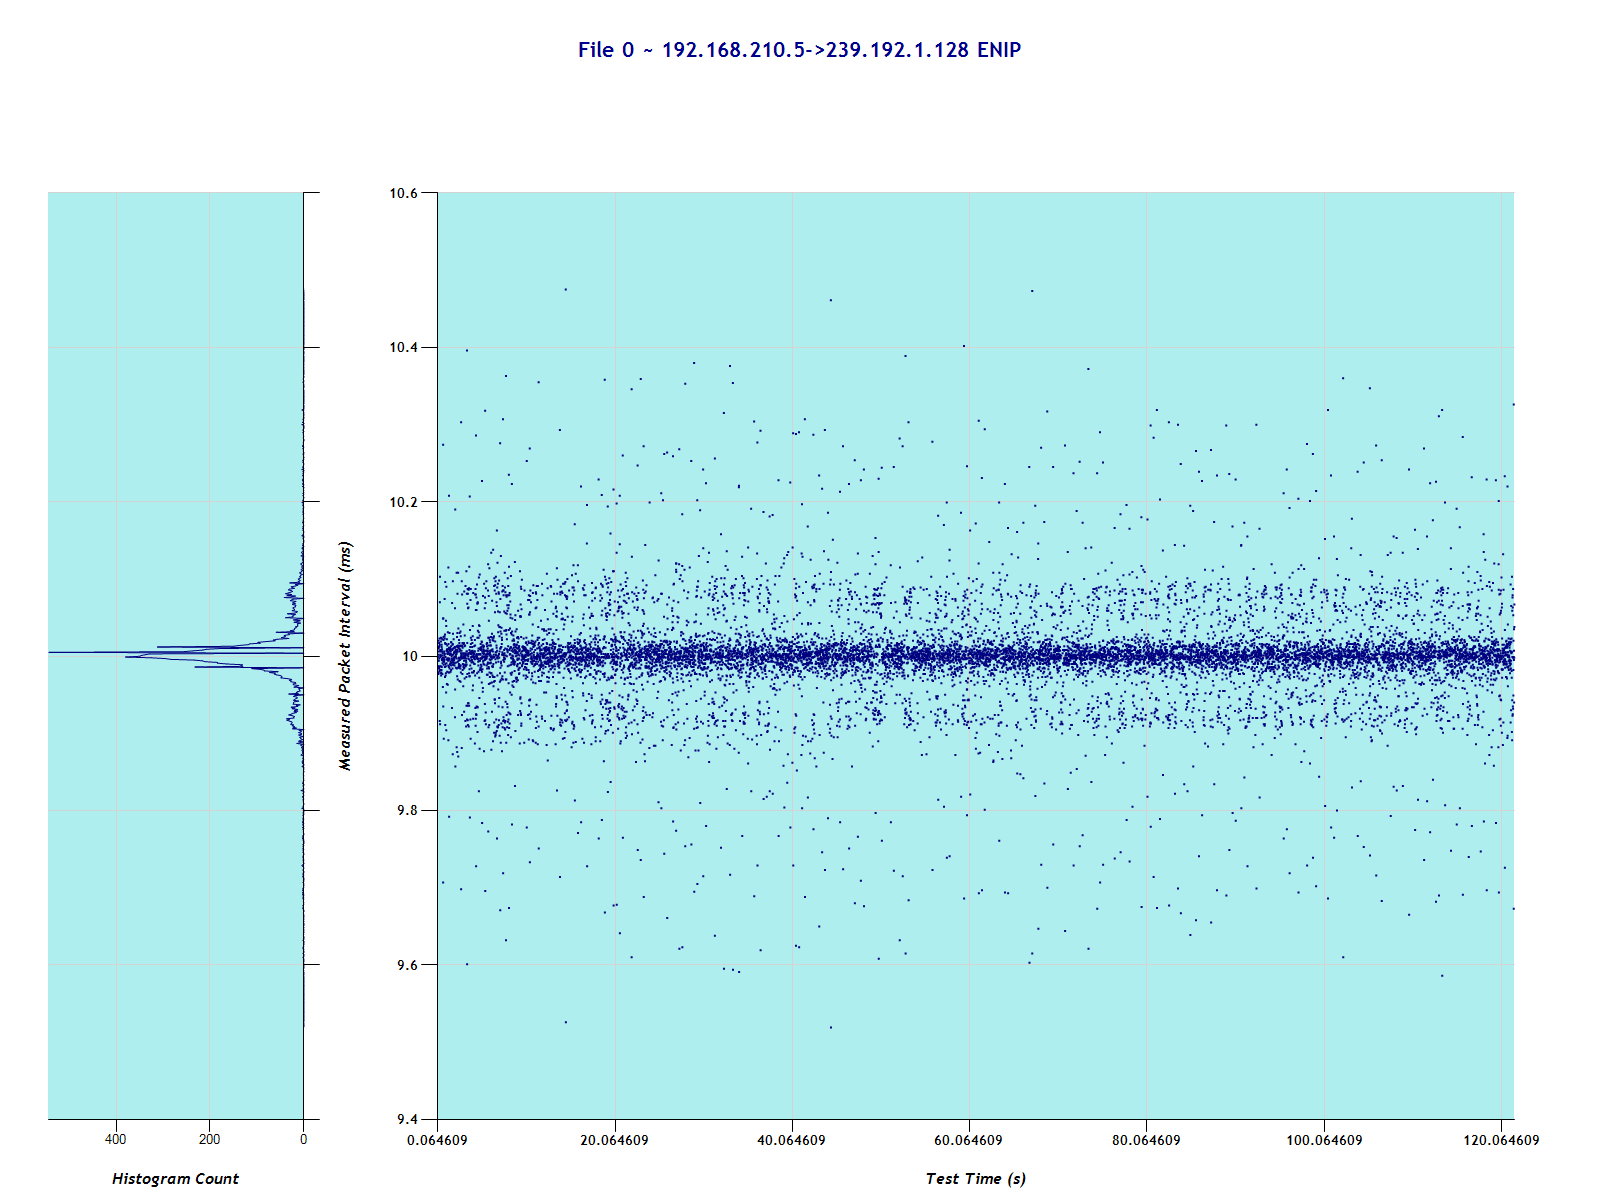 File 0 ~ 192.168.210.5->239.192.1.128 ENIP
10.6
10.4
10.2
10
9.8
9.6
9.4
Measured Packet Interval (ms)
400 200 0
0.064609 20.064609 40.064609 60.064609 80.064609 100.064609 120.064609
Histogram Count
Test Time (s)